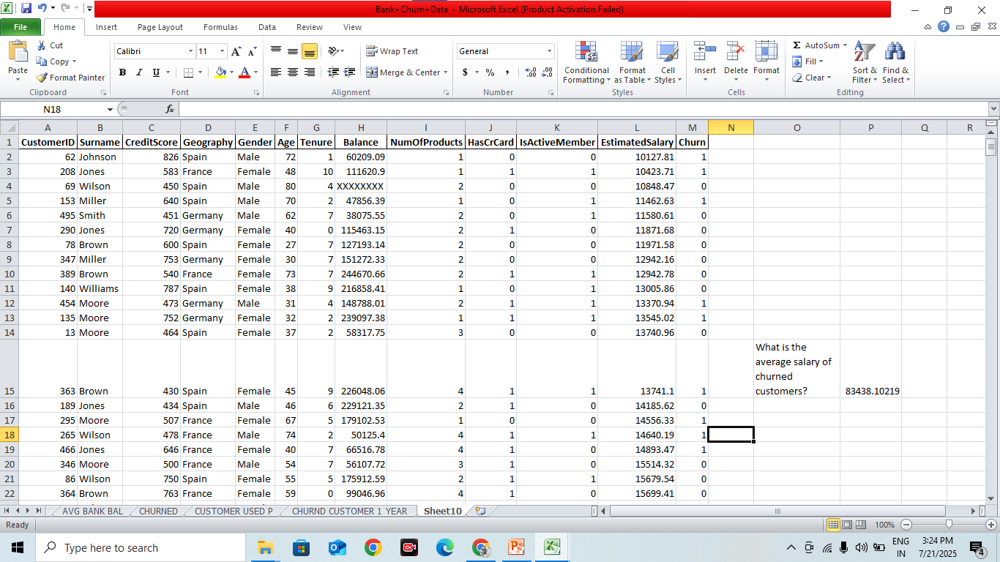 Bank+Churn+Data - Microsoft Excel (Product Activation Failed)
File Home Insert Page Layout Formulas Data Review View
Paste Cut Copy Format Painter Clipboard
Calibri 11 A A B I U A Font
Wrap Text Merge & Center Alignment
General $ % , Number
Conditional Formatting Format as Table Cell Styles Styles
Insert Delete Format Cells
Σ AutoSum Fill Clear Sort & Filter Find & Select Editing
N18 fx
A B C D E F G H I J K L M N O P Q R
1 CustomerID Surname CreditScore Geography Gender Age Tenure Balance NumOfProducts HasCrCard IsActiveMember EstimatedSalary Churn
2 62 Johnson 826 Spain Male 72 1 60209.09 1 0 0 10127.81 1
3 208 Jones 583 France Female 48 10 111620.9 1 1 1 10423.71 1
4 69 Wilson 450 Spain Male 80 4 XXXXXXXX 2 0 0 10848.47 0
5 153 Miller 640 Spain Male 70 2 47856.39 1 0 1 11462.63 1
6 495 Smith 451 Germany Male 62 7 38075.55 2 0 1 11580.61 0
7 290 Jones 720 Germany Female 40 0 115463.15 2 1 0 11871.68 0
8 78 Brown 600 Spain Female 27 7 127193.14 2 0 0 11971.58 0
9 347 Miller 753 Germany Female 30 7 151272.33 2 0 0 12942.16 0
10 389 Brown 540 France Female 73 7 244670.66 2 1 1 12942.78 0
11 140 Williams 787 Spain Female 38 9 216858.41 1 0 1 13005.86 0
12 454 Moore 473 Germany Male 31 4 148788.01 2 1 1 13370.94 1
13 135 Moore 752 Germany Female 32 2 239097.38 1 1 1 13545.02 1
14 13 Moore 464 Spain Female 37 2 58317.75 3 0 0 13740.96 0
What is the
average salary of
churned
15 363 Brown 430 Spain Female 45 9 226048.06 4 1 1 13741.1 1 customers? 83438.10219
16 189 Jones 434 Spain Male 46 6 229121.35 2 1 0 14185.62 0
17 295 Moore 507 France Female 67 5 179102.53 1 0 0 14556.33 1
18 265 Wilson 478 France Male 74 2 50125.4 4 1 1 14640.19 1
19 466 Jones 646 France Female 40 7 66516.78 4 1 0 14893.47 1
20 346 Moore 500 France Male 54 7 56107.72 3 1 0 15514.32 0
21 86 Wilson 750 Spain Female 55 5 175912.59 2 1 1 15679.54 0
22 364 Brown 763 France Female 59 0 99046.96 4 1 0 15699.41 0
AVG BANK BAL CHURNED CUSTOMER USED P CHURND CUSTOMER 1 YEAR Sheet10
Ready 100%
Type here to search ENG IN 3:24 PM 7/21/2025 4